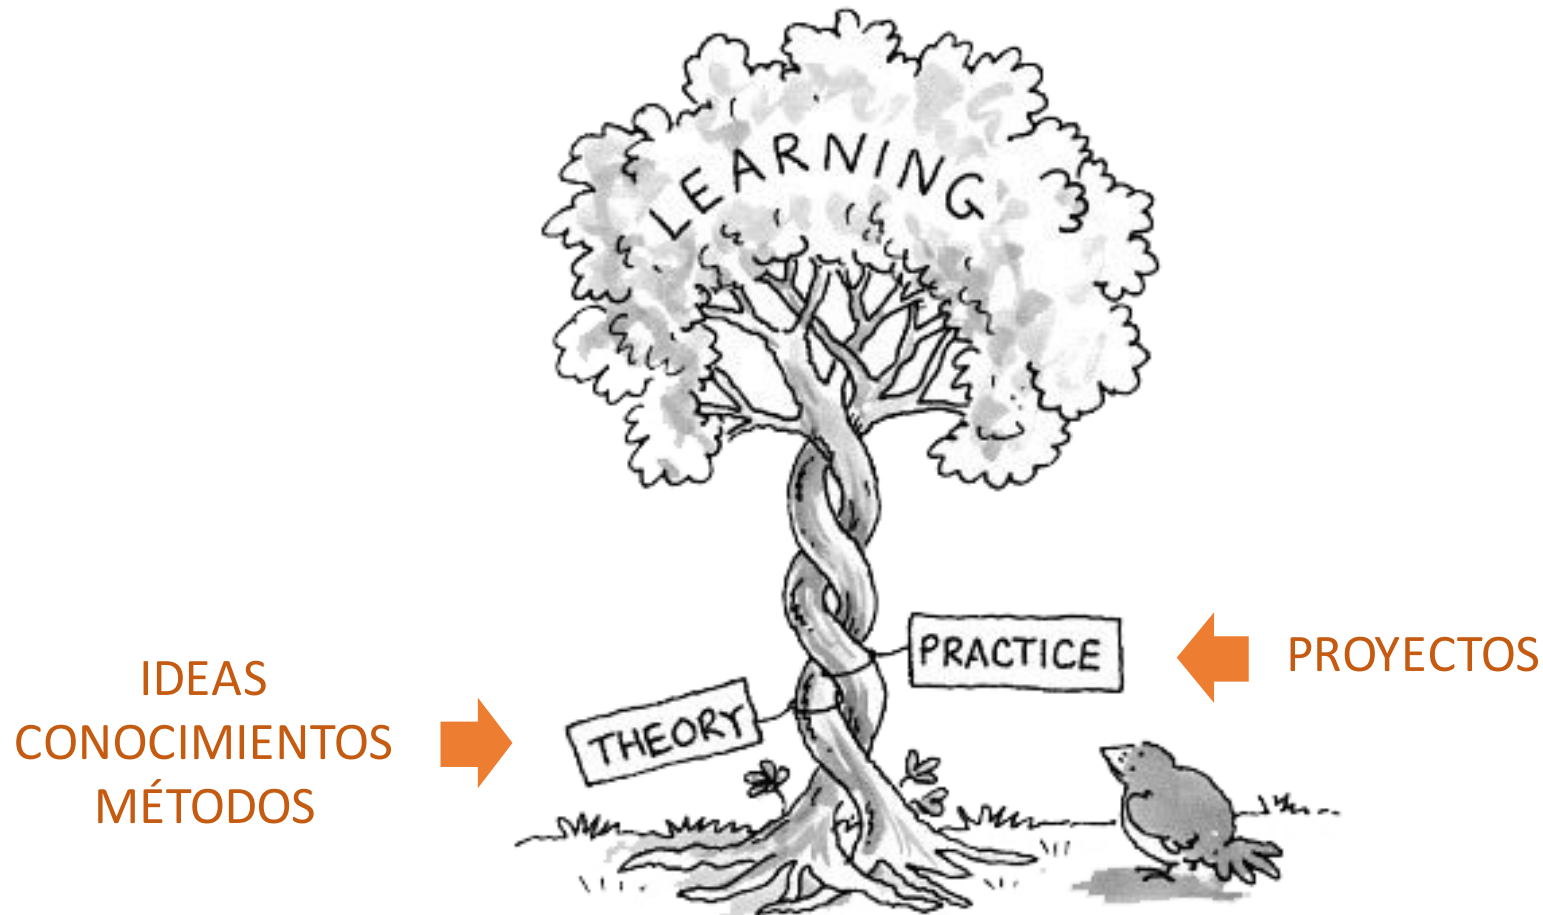 LEARNING
PRACTICE
PROYECTOS
THEORY
IDEAS
CONOCIMIENTOS
MÉTODOS